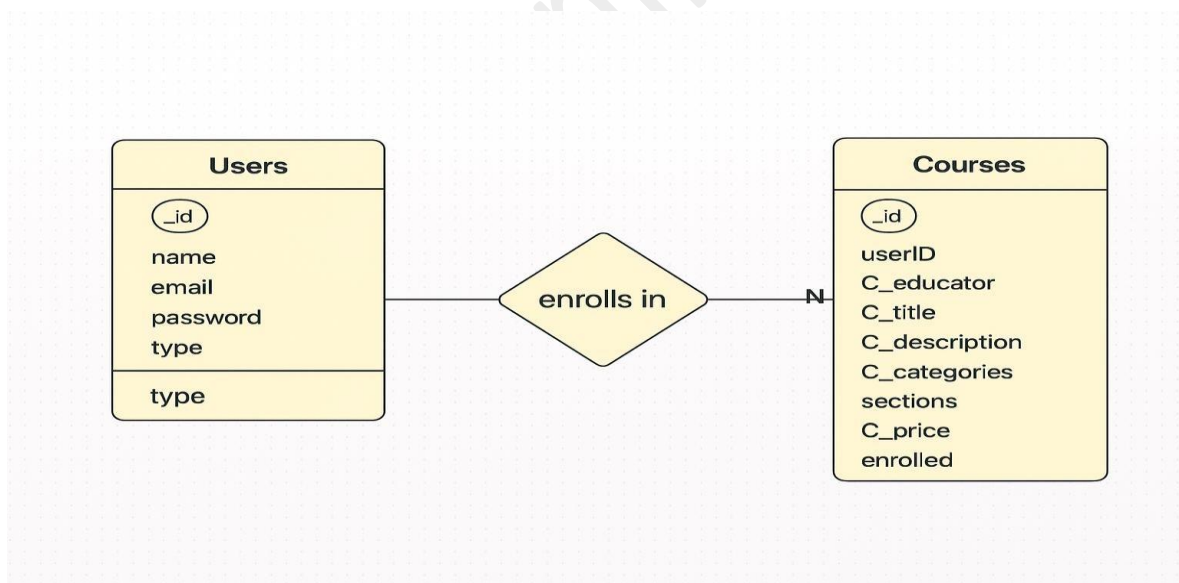 Users
_id
name
email
password
type
type
enrolls in
N
Courses
_id
userID
C_educator
C_title
C_description
C_categories
sections
C_price
enrolled